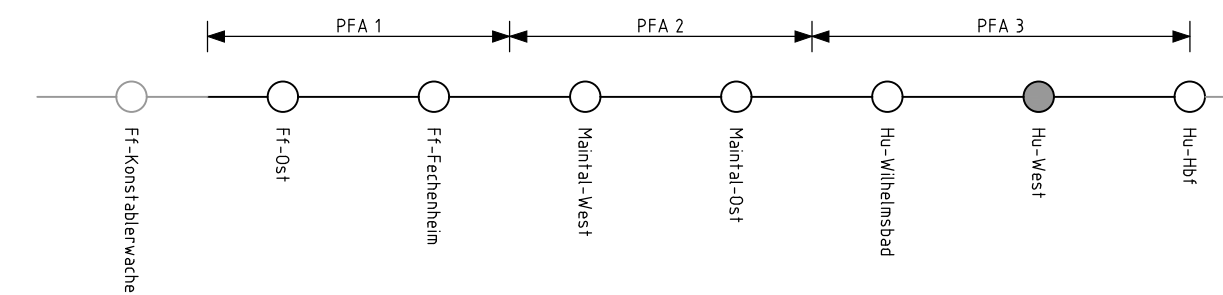 PFA 1
PFA 2
PFA 3
Ff-Konstablerwache
Ff-Ost
Ff-Fechenheim
Maintal-West
Maintal-Ost
Hu-Wilhelmsbad
Hu-West
Hu-Hbf